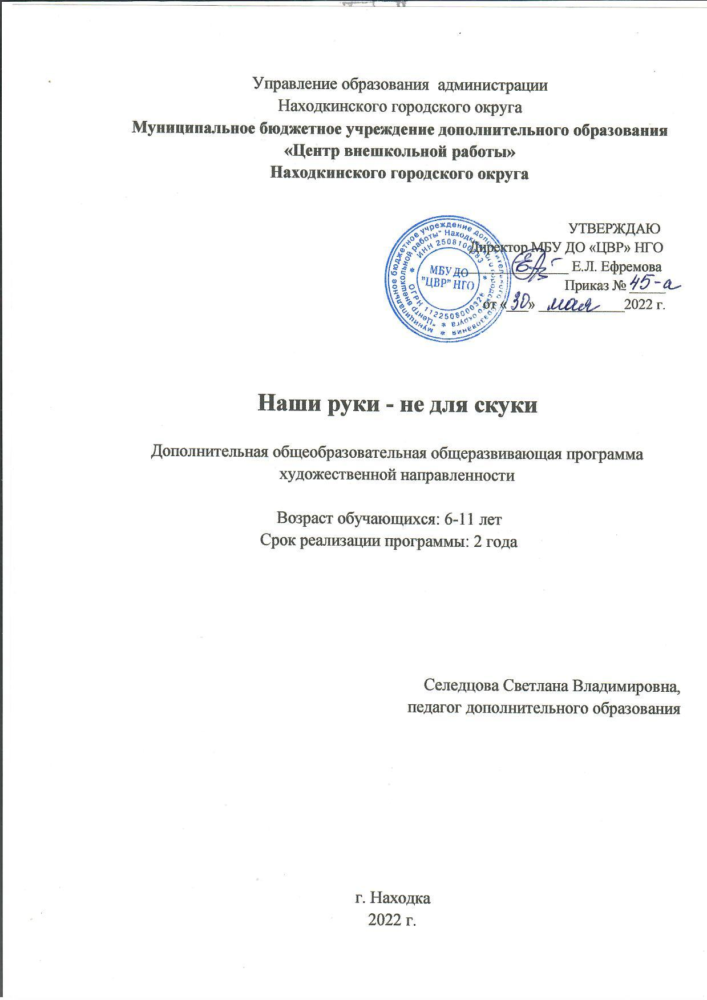 Управление образования администрации
Находкинского городского округа
Муниципальное бюджетное учреждение дополнительного образования
«Центр внешкольной работы»
Находкинского городского округа
УТВЕРЖДАЮ
Директор МБУ ДО «ЦВР» НГО
Е.Л. Ефремова
Приказ № 45-а
от «30» мая 2022 г.
Муниципальное бюджетное учреждение дополнительного образования
"Центр внешкольной работы" Находкинского городского округа
ИНН 2508100383
ОГРН 1122508000326
МБУ ДО
"ЦВР" НГО
Наши руки - не для скуки
Дополнительная общеобразовательная общеразвивающая программа
художественной направленности
Возраст обучающихся: 6-11 лет
Срок реализации программы: 2 года
Селедцова Светлана Владимировна,
педагог дополнительного образования
г. Находка
2022 г.